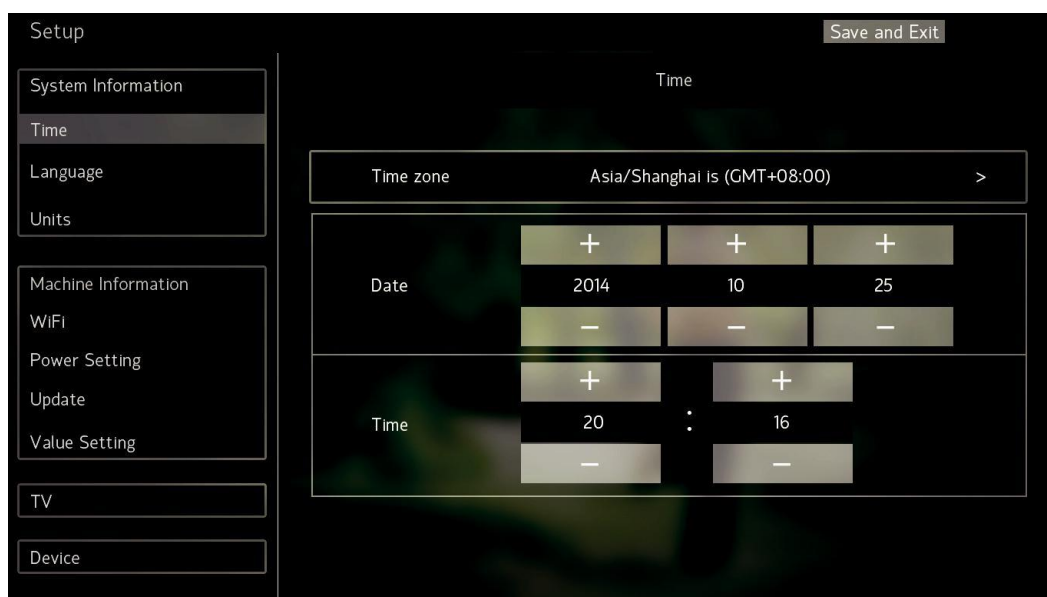 Setup
Save and Exit
System Information
Time
Language
Units
Machine Information
WiFi
Power Setting
Update
Value Setting
TV
Device
Time
Time zone Asia/Shanghai is (GMT+08:00) >
+ + +
Date 2014 10 25
− − −
+ +
Time 20 : 16
− −